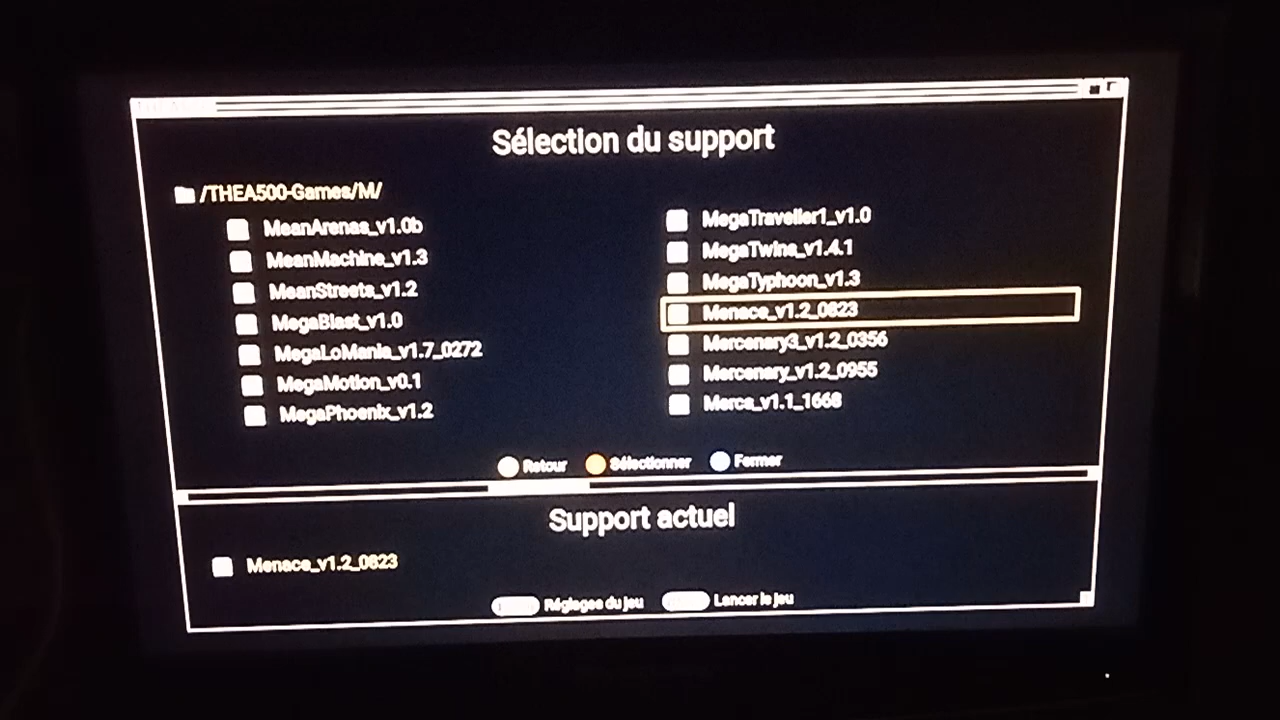 Sélection du support
/THEA500-Games/M/
MeanArenas_v1.0b
MeanMachine_v1.3
MeanStreets_v1.2
MegaBlast_v1.0
MegaLoMania_v1.7_0272
MegaMotion_v0.1
MegaPhoenix_v1.2
MegaTraveller1_v1.0
MegaTwins_v1.4.1
MegaTyphoon_v1.3
Menace_v1.2_0823
Mercenary3_v1.2_0356
Mercenary_v1.2_0955
Mercs_v1.1_1668
Retour Sélectionner Fermer
Support actuel
Menace_v1.2_0823
Réglages du jeu Lancer le jeu